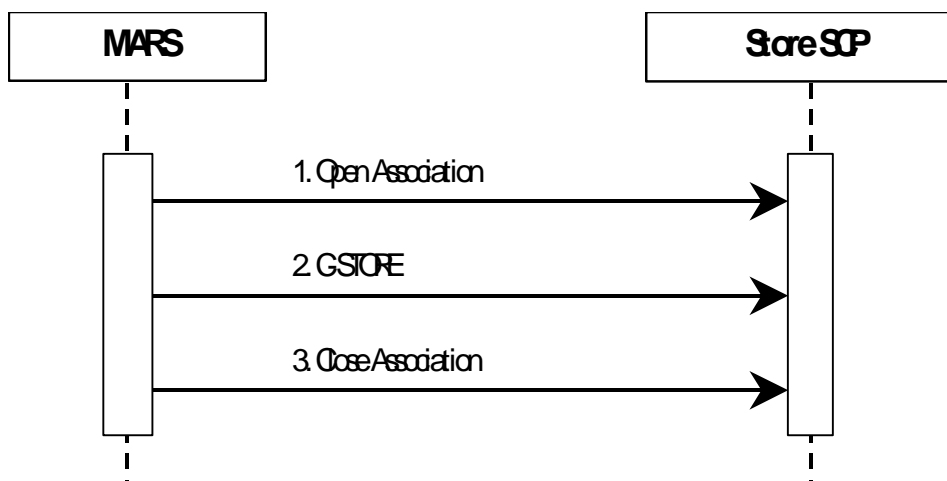 MARS
Store SCP
1. Open Association
2. C-STORE
3. Close Association